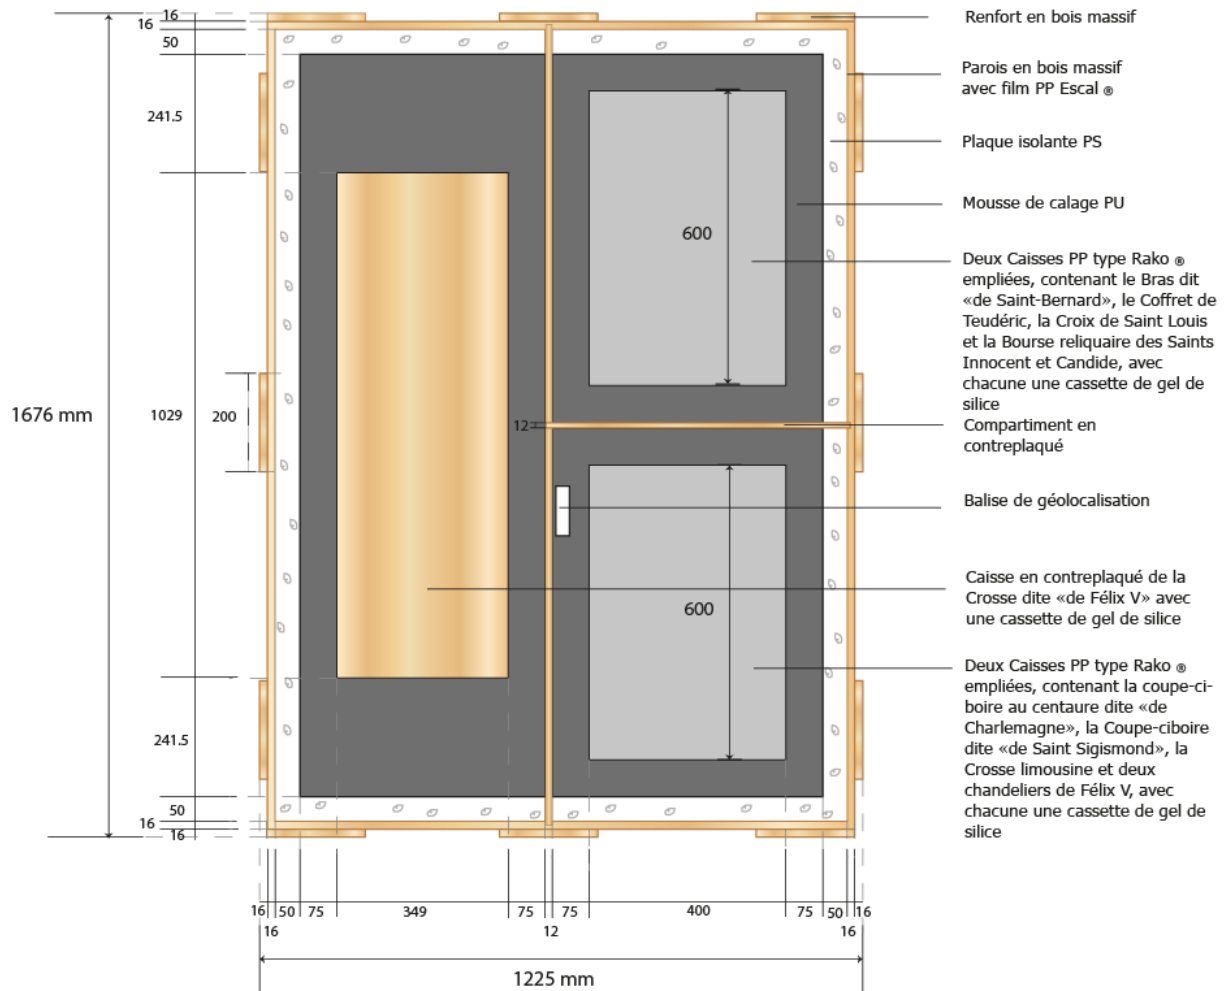 Renfort en bois massif
Parois en bois massif
avec film PP Escal ®
Plaque isolante PS
Mousse de calage PU
Deux Caisses PP type Rako ®
empliées, contenant le Bras dit
«de Saint-Bernard», le Coffret de
Teudéric, la Croix de Saint Louis
et la Bourse reliquaire des Saints
Innocent et Candide, avec
chacune une cassette de gel de
silice
Compartiment en
contreplaqué
Balise de géolocalisation
Caisse en contreplaqué de la
Crosse dite «de Félix V» avec
une cassette de gel de silice
Deux Caisses PP type Rako ®
empliées, contenant la coupe-ci-
boire au centaure dite «de
Charlemagne», la Coupe-ciboire
dite «de Saint Sigismond», la
Crosse limousine et deux
chandeliers de Félix V, avec
chacune une cassette de gel de
silice
16
16
50
241.5
1676 mm
1029
200
241.5
50
16
16
600
12
600
16
50
75
349
75
75
400
75
50
16
16
12
16
1225 mm